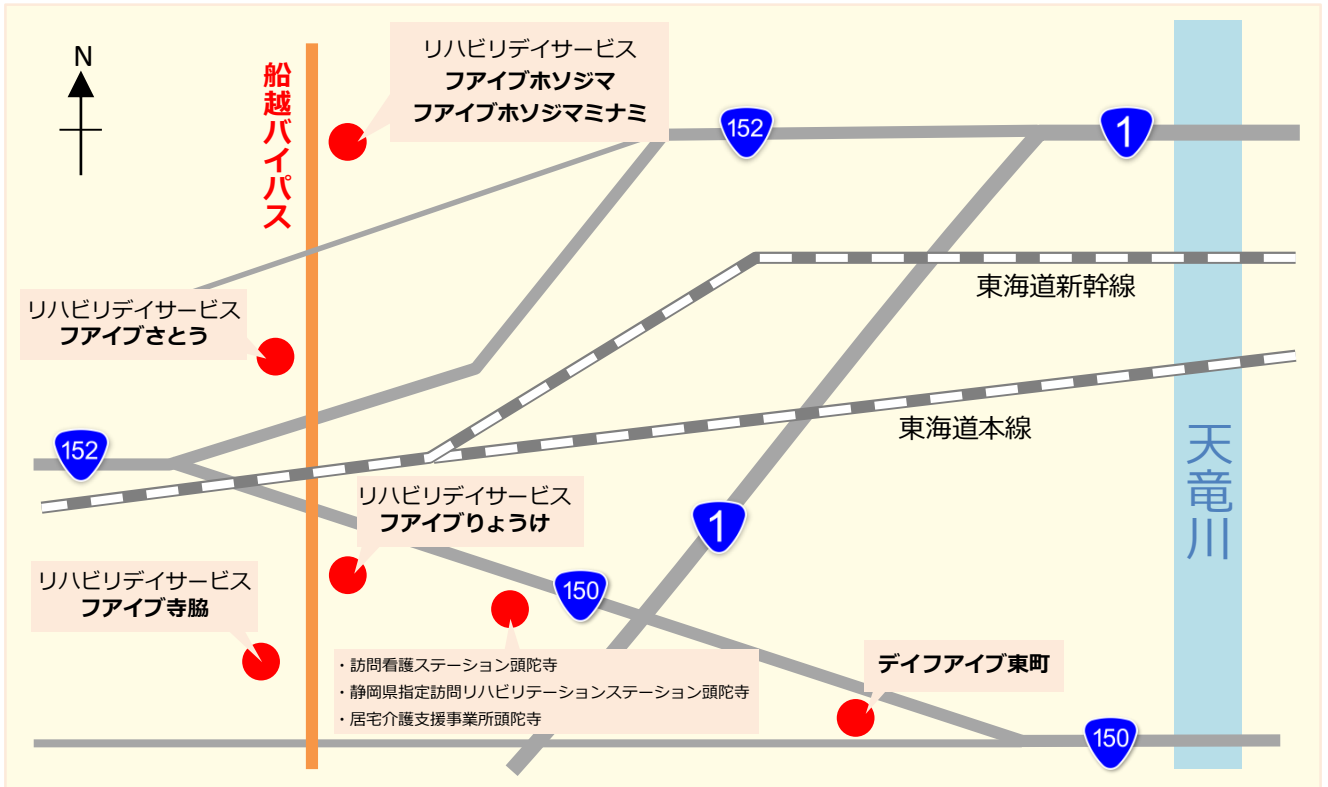 N
船越バイパス
リハビリデイサービス
フアイブホソジマ
フアイブホソジマミナミ
152
1
東海道新幹線
リハビリデイサービス
フアイブさとう
東海道本線
152
天竜川
リハビリデイサービス
フアイブりょうけ
1
リハビリデイサービス
フアイブ寺脇
150
・訪問看護ステーション頭陀寺
・静岡県指定訪問リハビリテーションステーション頭陀寺
・居宅介護支援事業所頭陀寺
デイフアイブ東町
150